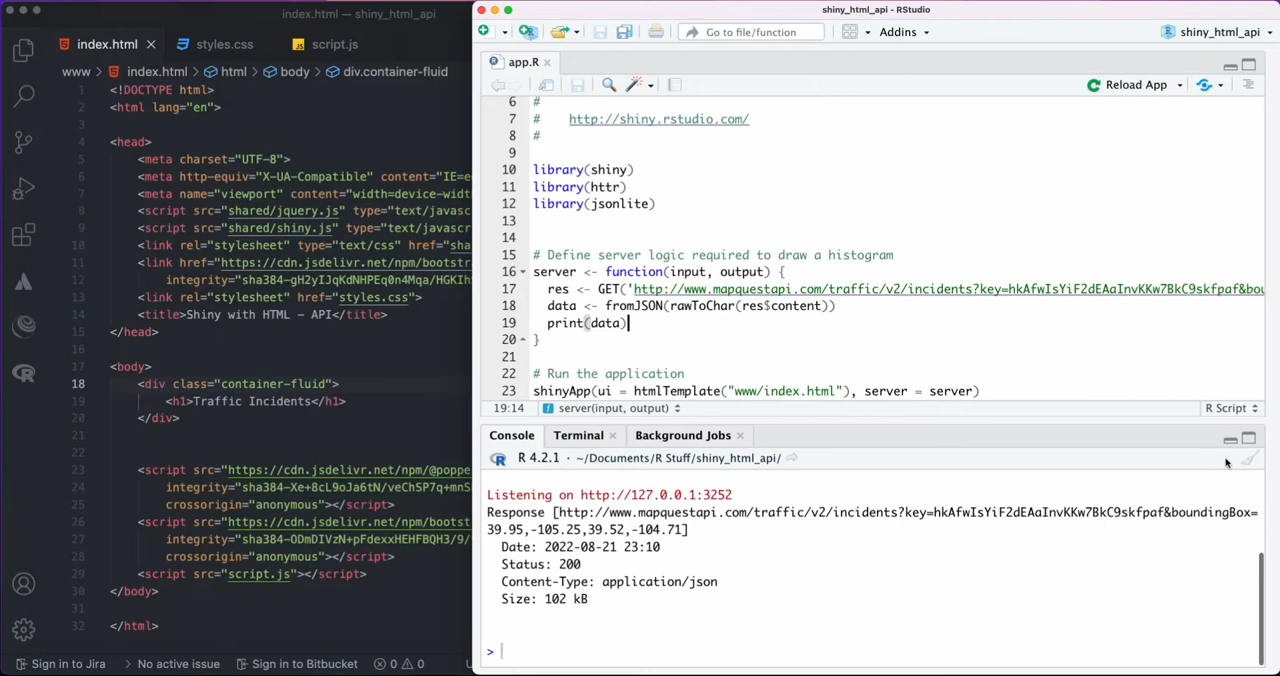 index.html — shiny_html_api
index.html
styles.css
script.js
www > index.html > html > body > div.container-fluid
1 <!DOCTYPE html>
2 <html lang="en">
3
4 <head>
5 <meta charset="UTF-8">
6 <meta http-equiv="X-UA-Compatible" content="IE=e
7 <meta name="viewport" content="width=device-widt
8 <script src="shared/jquery.js" type="text/javasc
9 <script src="shared/shiny.js" type="text/javascr
10 <link rel="stylesheet" type="text/css" href="sha
11 <link href="https://cdn.jsdelivr.net/npm/bootstr
12 integrity="sha384-gH2yIJqKdNHPEq0n4Mqa/HGKIh
13 <link rel="stylesheet" href="styles.css">
14 <title>Shiny with HTML - API</title>
15 </head>
16
17 <body>
18 <div class="container-fluid">
19 <h1>Traffic Incidents</h1>
20 </div>
21
22
23 <script src="https://cdn.jsdelivr.net/npm/@poppe
24 integrity="sha384-Xe+8cL9oJa6tN/veChSP7q+mnS
25 crossorigin="anonymous"></script>
26 <script src="https://cdn.jsdelivr.net/npm/bootst
27 integrity="sha384-ODmDIVzN+pFdexxHEHFBQH3/9/
28 crossorigin="anonymous"></script>
29 <script src="script.js"></script>
30 </body>
31
32 </html>
Sign in to Jira
No active issue
Sign in to Bitbucket
0 0
shiny_html_api - RStudio
Go to file/function
Addins
shiny_html_api
app.R
Reload App
6 #
7 # http://shiny.rstudio.com/
8 #
9
10 library(shiny)
11 library(httr)
12 library(jsonlite)
13
14
15 # Define server logic required to draw a histogram
16 server <- function(input, output) {
17 res <- GET('http://www.mapquestapi.com/traffic/v2/incidents?key=hkAfwIsYiF2dEAaInvKKw7BkC9skfpaf&bou
18 data <- fromJSON(rawToChar(res$content))
19 print(data)
20 }
21
22 # Run the application
23 shinyApp(ui = htmlTemplate("www/index.html"), server = server)
19:14 server(input, output) R Script
Console Terminal Background Jobs
R 4.2.1 · ~/Documents/R Stuff/shiny_html_api/
Listening on http://127.0.0.1:3252
Response [http://www.mapquestapi.com/traffic/v2/incidents?key=hkAfwIsYiF2dEAaInvKKw7BkC9skfpaf&boundingBox=
39.95,-105.25,39.52,-104.71]
Date: 2022-08-21 23:10
Status: 200
Content-Type: application/json
Size: 102 kB
>